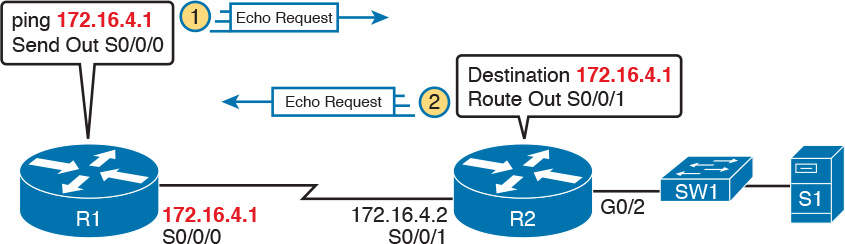 ping 172.16.4.1
Send Out S0/0/0
1
Echo Request
Destination 172.16.4.1
Route Out S0/0/1
Echo Request
2
R1
172.16.4.1
S0/0/0
172.16.4.2
S0/0/1
R2
G0/2
SW1
S1